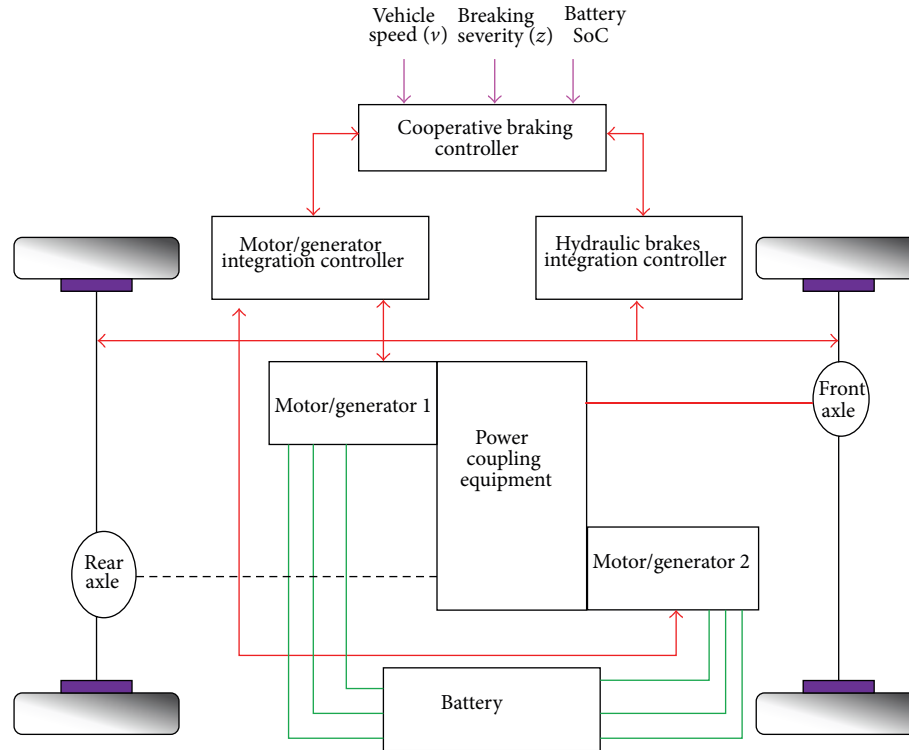 Vehicle
speed (v)
Breaking
severity (z)
Battery
SoC
Cooperative braking
controller
Motor/generator
integration controller
Hydraulic brakes
integration controller
Motor/generator 1
Front
axle
Power
coupling
equipment
Rear
axle
Motor/generator 2
Battery